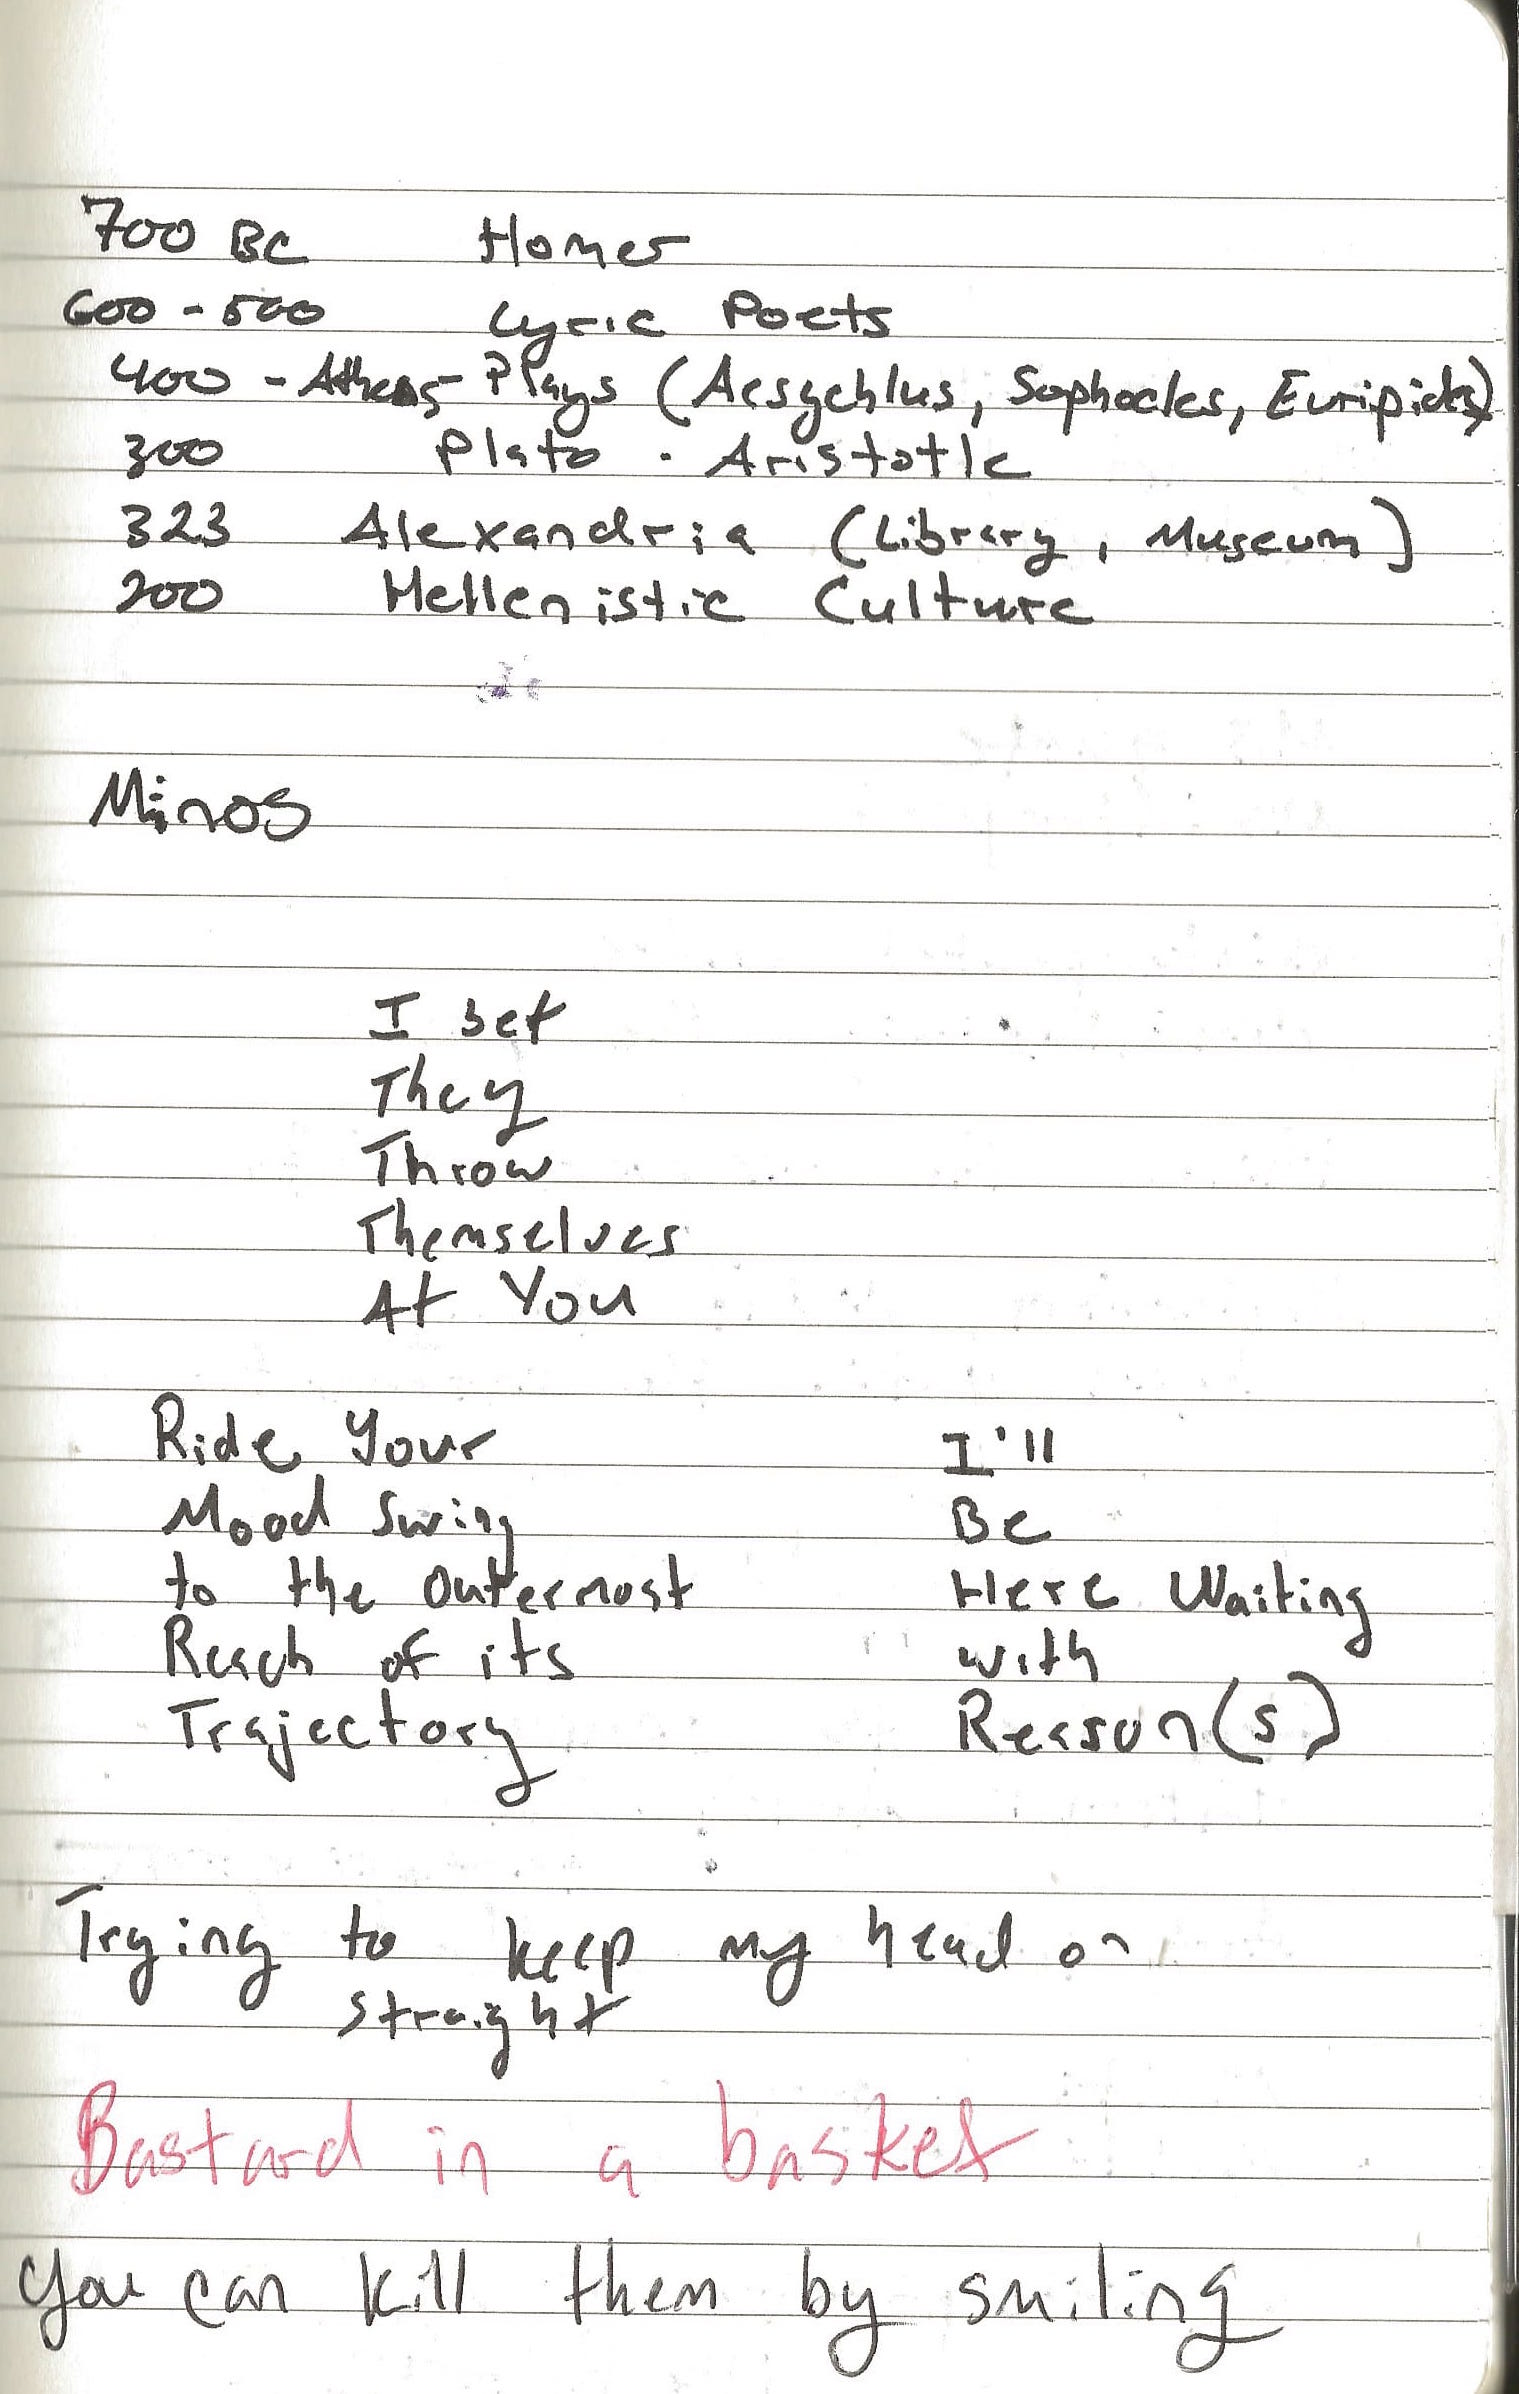 700 BC Homer
600 - 500 Lyric Poets
400 - Athens Plays (Aesychlus, Sophocles, Euripides)
300 Plato - Aristotle
323 Alexandria (Library, Museum)
200 Hellenistic Culture
Minos
I bet
They
Throw
Themselves
At You
Ride Your
Mood Swing
to the Outermost
Reach of its
Trajectory
I'll
Be
Here Waiting
with
Reason(s)
Trying to keep my head on
straight
Bastard in a basket
You can kill them by smiling